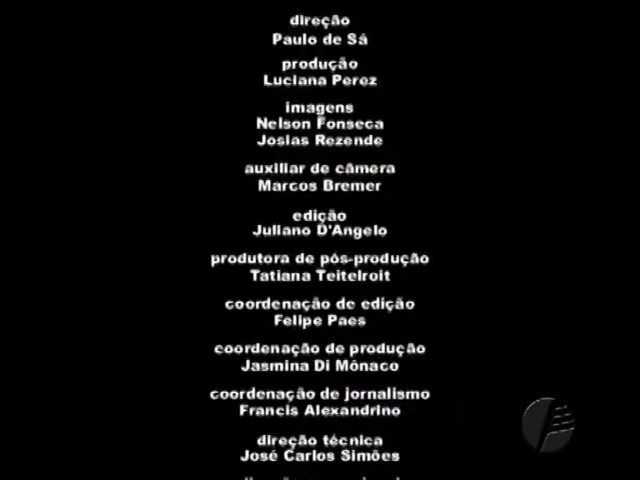 direção
Paulo de Sá
produção
Luciana Perez
imagens
Nelson Fonseca
Josias Rezende
auxiliar de câmera
Marcos Bremer
edição
Juliano D'Angelo
produtora de pós-produção
Tatiana Teitelroit
coordenação de edição
Felipe Paes
coordenação de produção
Jasmina Di Mônaco
coordenação de jornalismo
Francis Alexandrino
direção técnica
José Carlos Simões